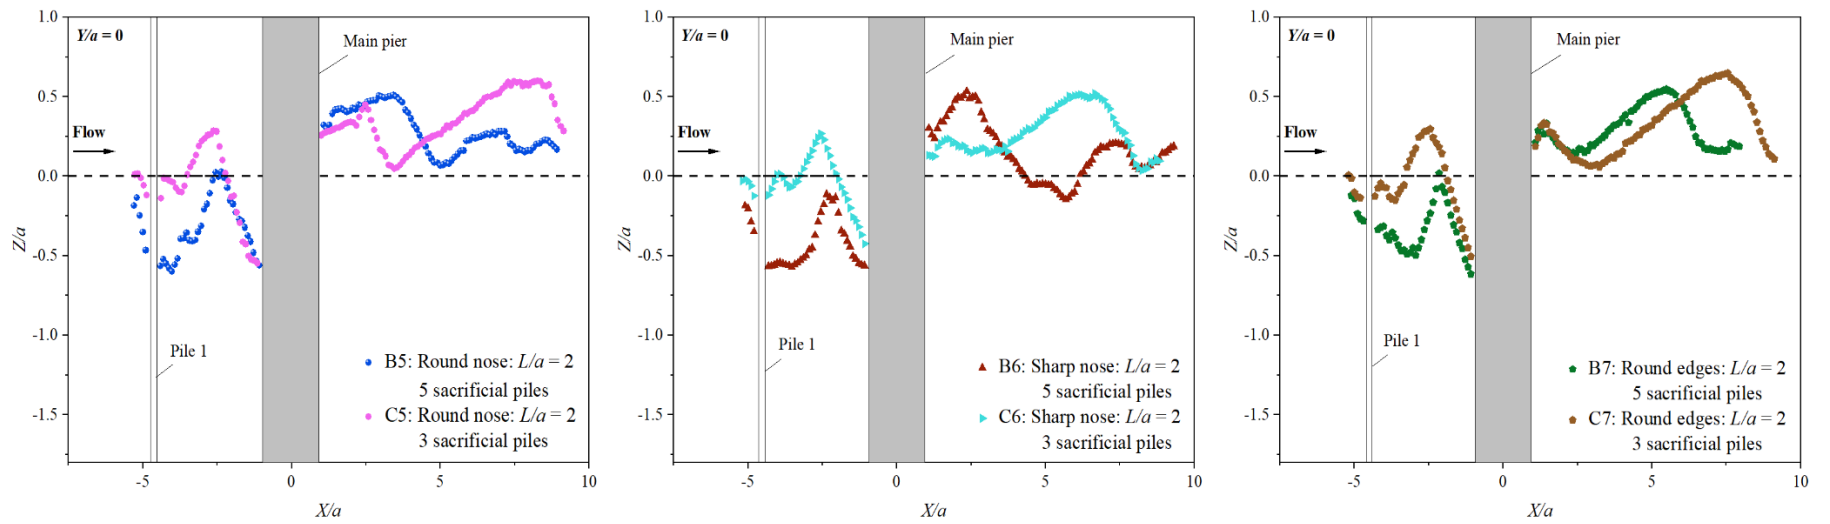 1.0
0.5
0.0
-0.5
-1.0
-1.5
Z/a
Y/a = 0
Main pier
Flow
Pile 1
B5: Round nose: L/a = 2
5 sacrificial piles
C5: Round nose: L/a = 2
3 sacrificial piles
-5
0
5
10
X/a
1.0
0.5
0.0
-0.5
-1.0
-1.5
Z/a
Y/a = 0
Main pier
Flow
Pile 1
B6: Sharp nose: L/a = 2
5 sacrificial piles
C6: Sharp nose: L/a = 2
3 sacrificial piles
-5
0
5
10
X/a
1.0
0.5
0.0
-0.5
-1.0
-1.5
Z/a
Y/a = 0
Main pier
Flow
Pile 1
B7: Round edges: L/a = 2
5 sacrificial piles
C7: Round edges: L/a = 2
3 sacrificial piles
-5
0
5
10
X/a